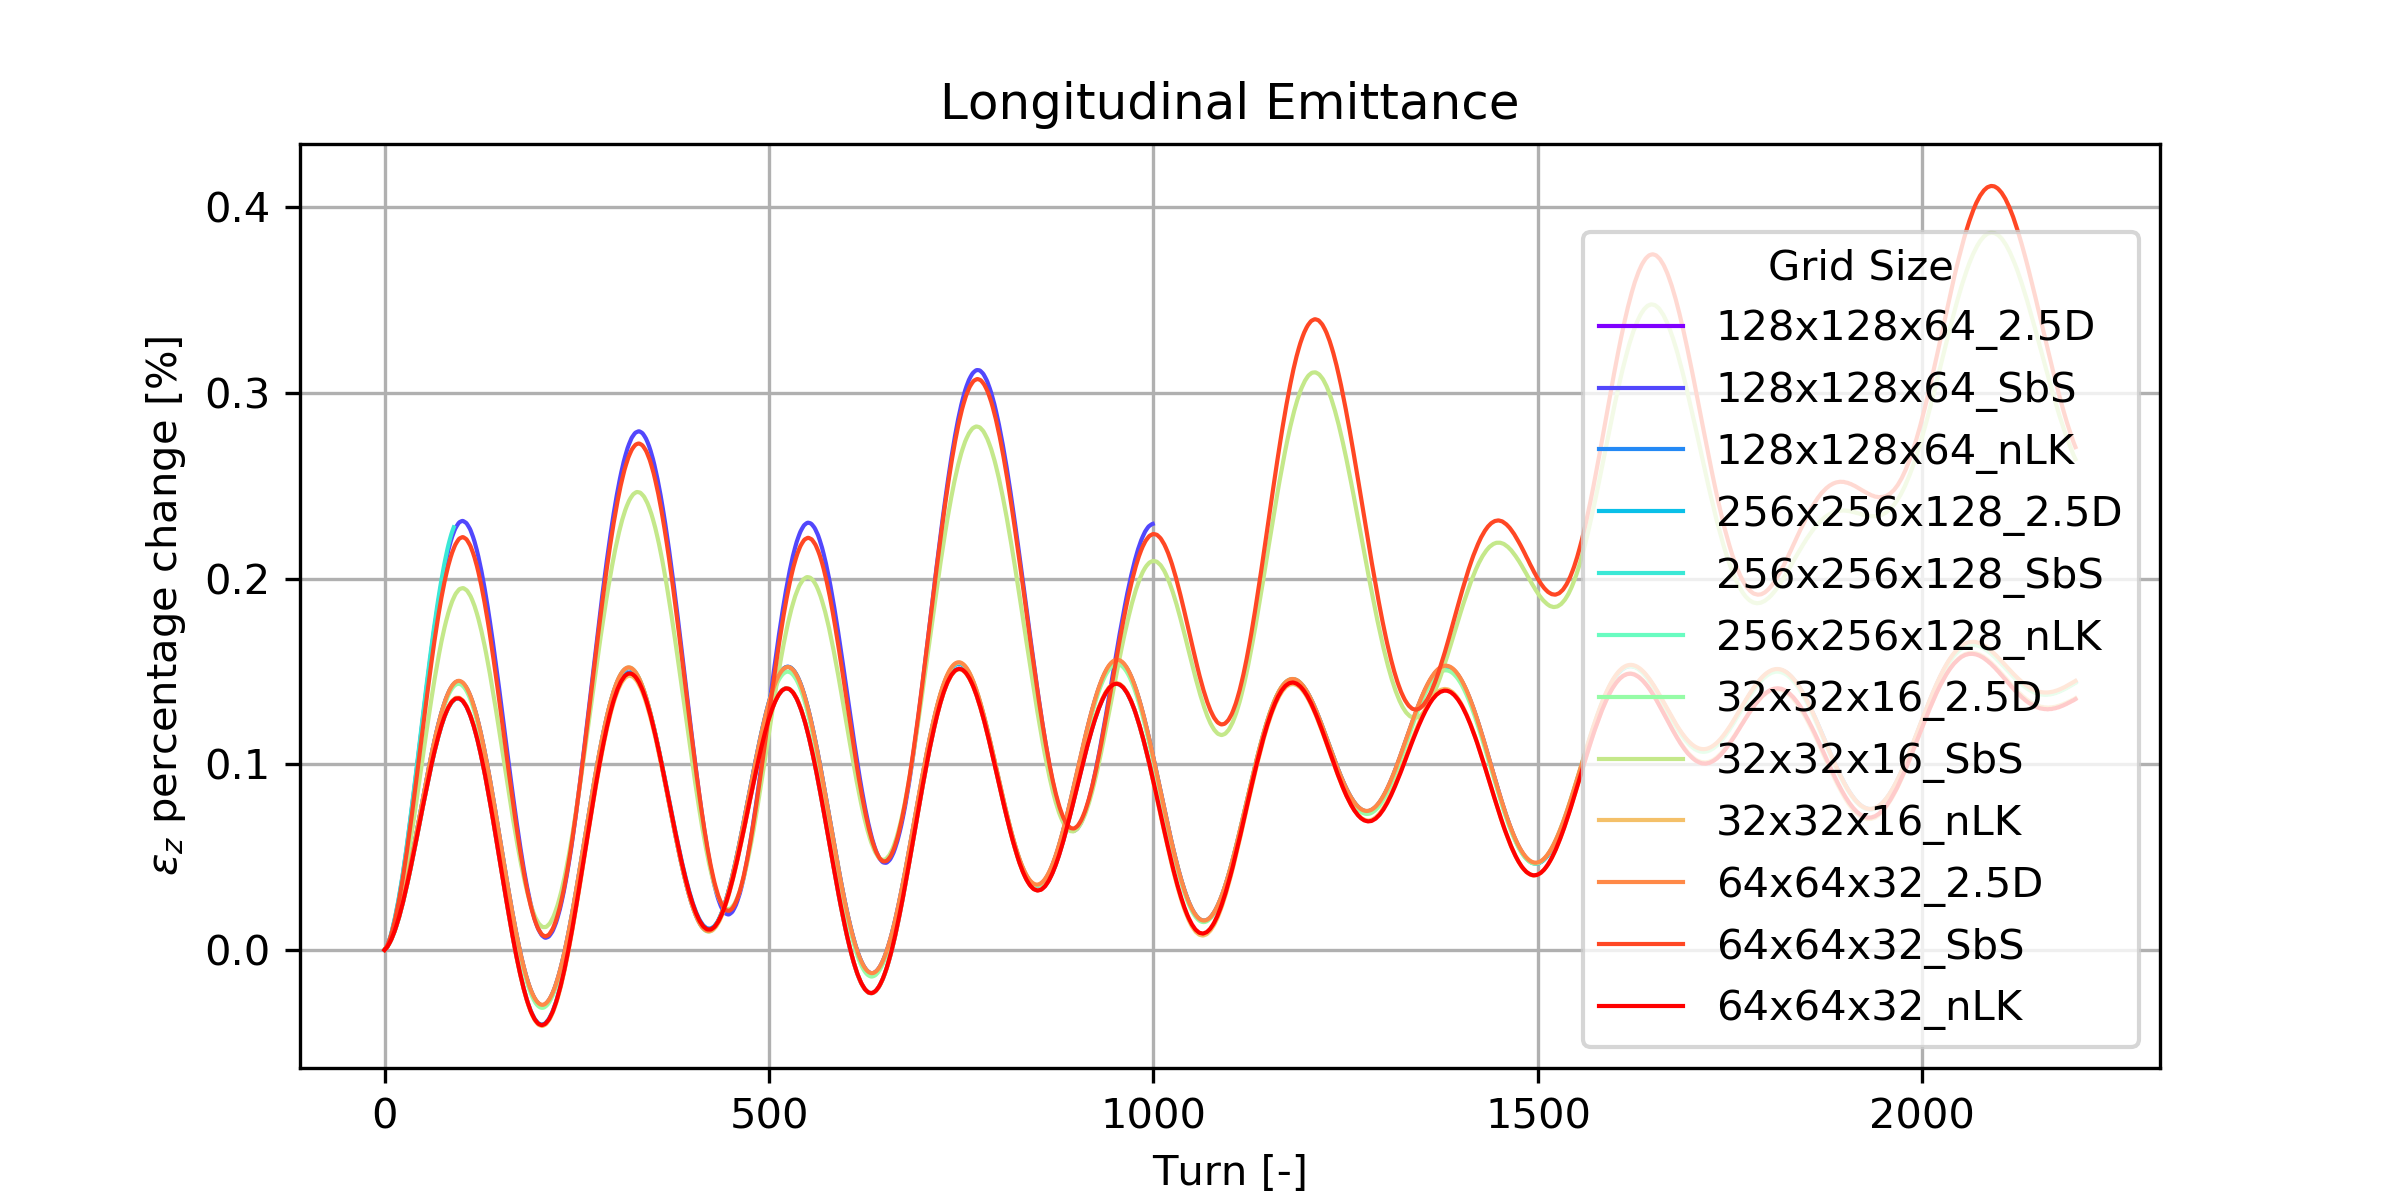 Longitudinal Emittance
εz percentage change [%]
0.4
0.3
0.2
0.1
0.0
Grid Size
128x128x64_2.5D
128x128x64_SbS
128x128x64_nLK
256x256x128_2.5D
256x256x128_SbS
256x256x128_nLK
32x32x16_2.5D
32x32x16_SbS
32x32x16_nLK
64x64x32_2.5D
64x64x32_SbS
64x64x32_nLK
0 500 1000 1500 2000
Turn [-]